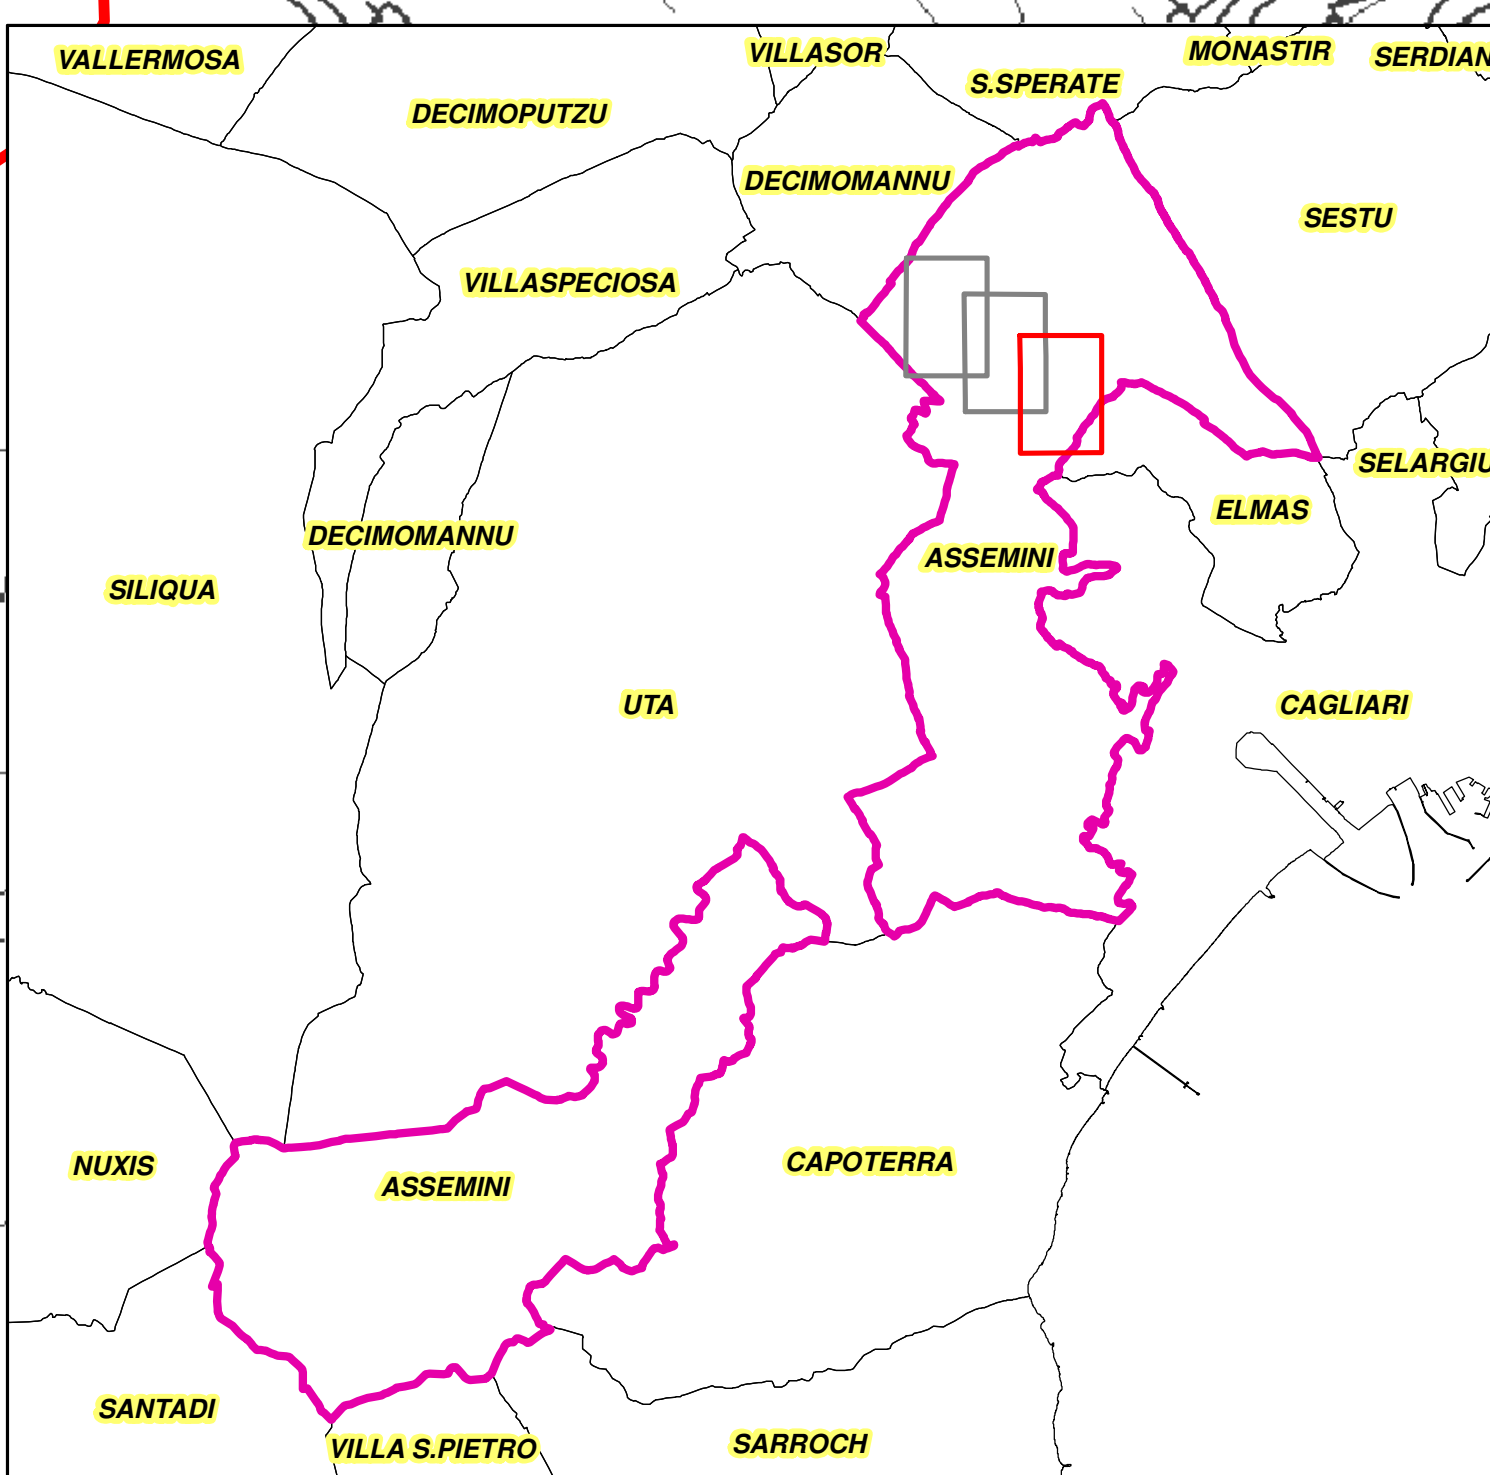 VALLERMOSA
VILLASOR
MONASTIR
SERDIAN
S.SPERATE
DECIMOPUTZU
DECIMOMANNU
SESTU
VILLASPECIOSA
SELARGIU
ELMAS
DECIMOMANNU
ASSEMINI
SILIQUA
UTA
CAGLIARI
NUXIS
ASSEMINI
CAPOTERRA
SANTADI
VILLA S.PIETRO
SARROCH